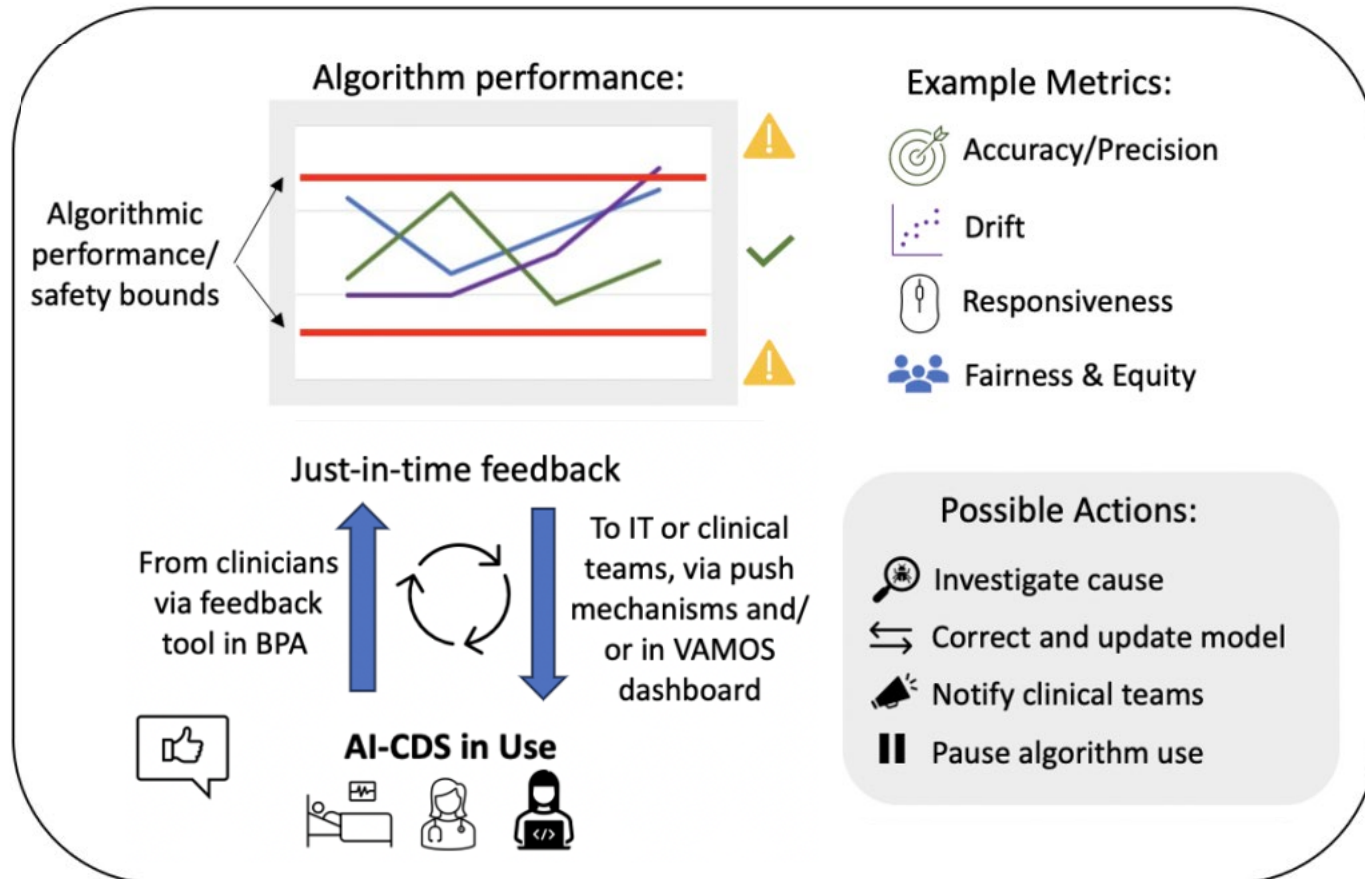 Algorithm performance:
Algorithmic
performance/
safety bounds
Example Metrics:
Accuracy/Precision
Drift
Responsiveness
Fairness & Equity
Just-in-time feedback
From clinicians
via feedback
tool in BPA
To IT or clinical
teams, via push
mechanisms and/
or in VAMOS
dashboard
AI-CDS in Use
</>
Possible Actions:
Investigate cause
Correct and update model
Notify clinical teams
Pause algorithm use